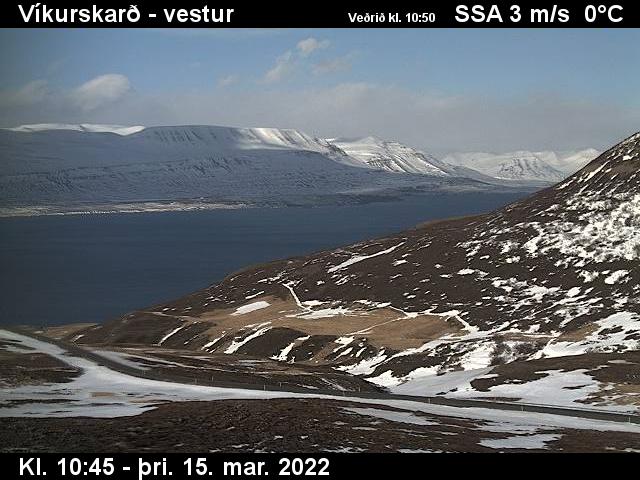 Víkurskarð - vestur Veðrið kl. 10:50 SSA 3 m/s 0°C
Kl. 10:45 - þri. 15. mar. 2022